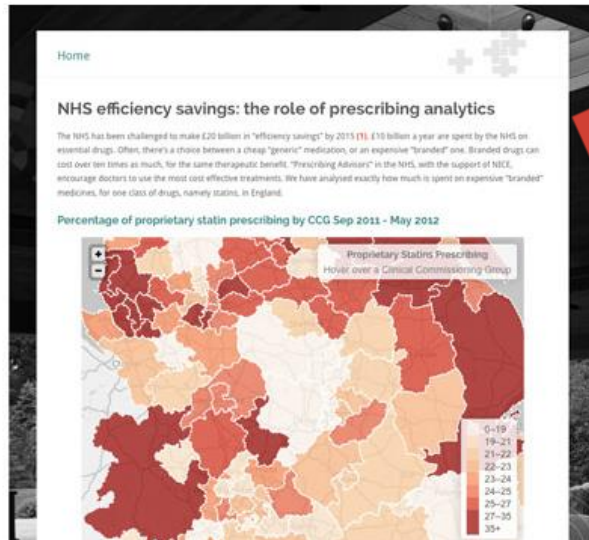 Home
NHS efficiency savings: the role of prescribing analytics
The NHS has been challenged to make £20 billion in "efficiency savings" by 2015 (1). £10 billion a year are spent by the NHS on
essential drugs. Often, there's a choice between a cheap "generic" medication, or an expensive "branded" one. Branded drugs can
cost over ten times as much, for the same therapeutic benefit. "Prescribing Advisors" in the NHS, with the support of NICE,
encourage doctors to use the most cost effective treatments. We have analysed exactly how much is spent on expensive "branded"
medicines, for one class of drugs, namely statins, in England.
Percentage of proprietary statin prescribing by CCG Sep 2011 - May 2012
+
−
Proprietary Statins Prescribing
Hover over a Clinical Commissioning Group
0–19
19–21
21–22
22–23
23–24
24–25
25–27
27–35
35+